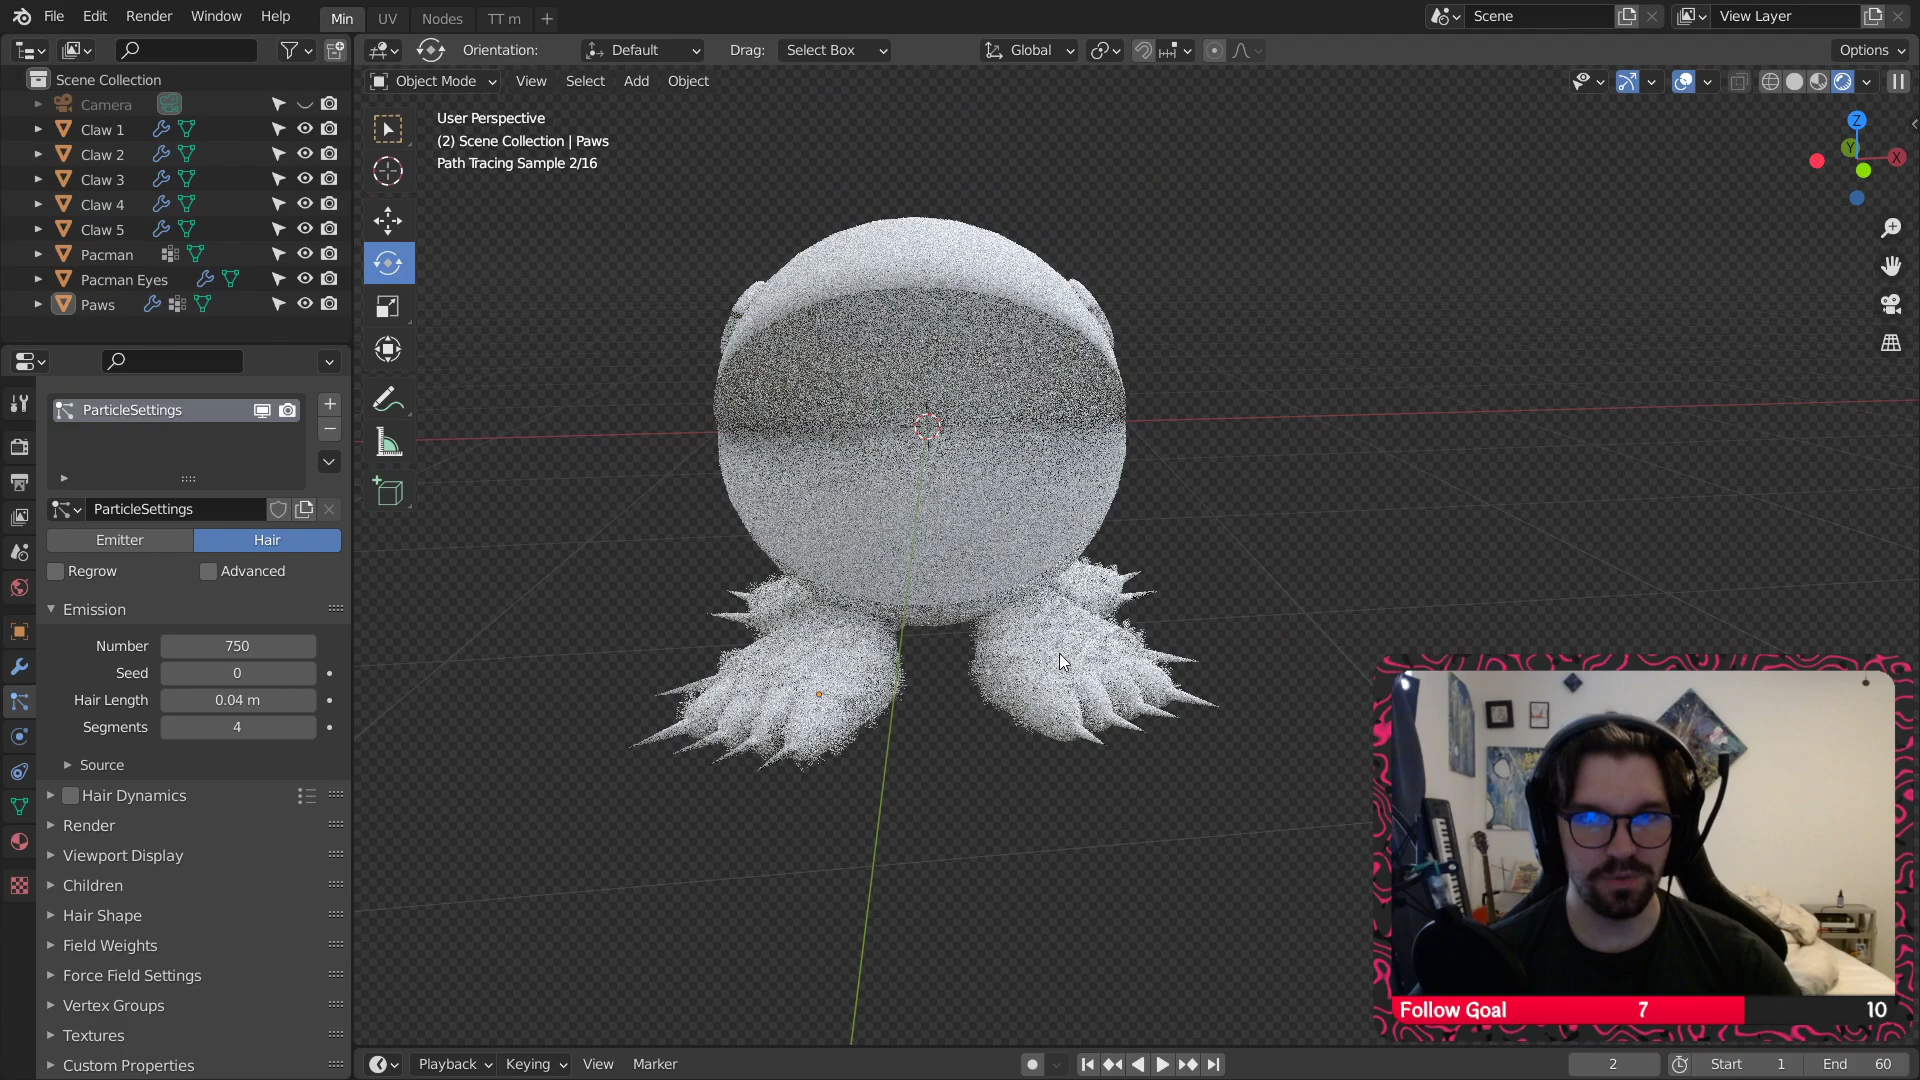 File Edit Render Window Help
Min UV Nodes TT m
Scene
View Layer
Orientation: Default Drag: Select Box Global Options
Object Mode View Select Add Object
Scene Collection
Camera
Claw 1
Claw 2
Claw 3
Claw 4
Claw 5
Pacman
Pacman Eyes
Paws
User Perspective
(2) Scene Collection | Paws
Path Tracing Sample 2/16
Z
Y
X
ParticleSettings
ParticleSettings
Emitter Hair
Regrow Advanced
Emission
Number 750
Seed 0
Hair Length 0.04 m
Segments 4
Source
Hair Dynamics
Render
Viewport Display
Children
Hair Shape
Field Weights
Force Field Settings
Vertex Groups
Textures
Custom Properties
Follow Goal 7 10
Playback Keying View Marker
2 Start 1 End 60